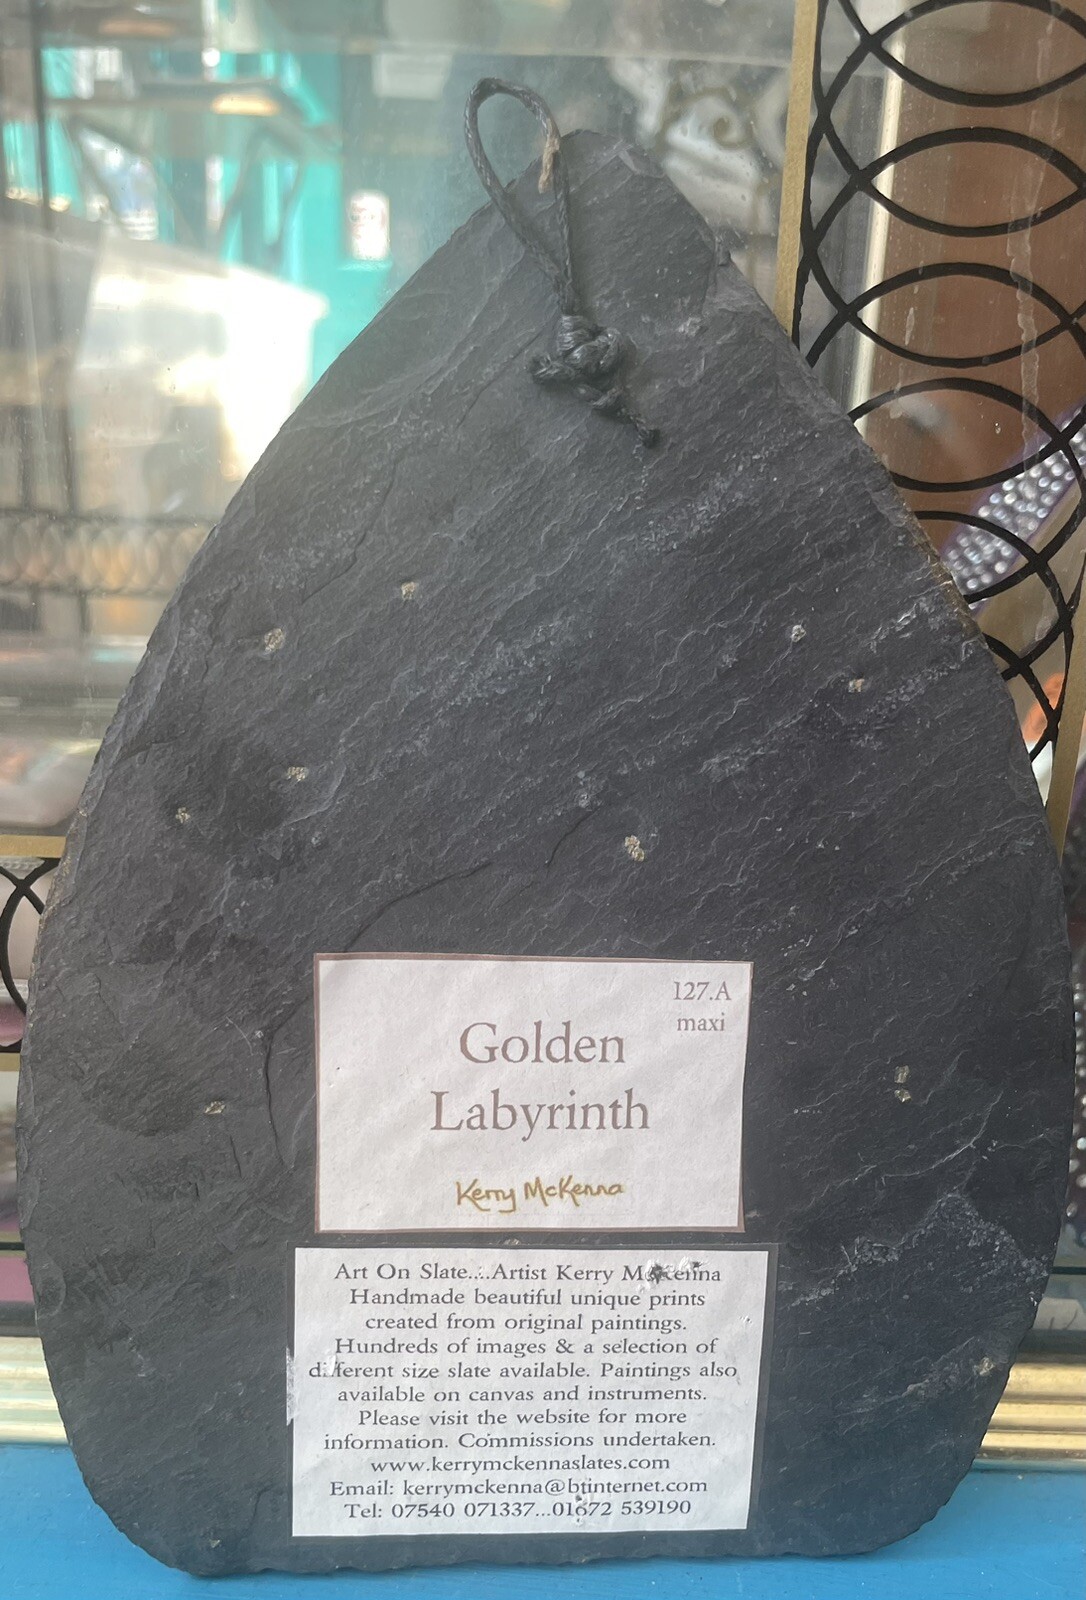 127.A
maxi
Golden
Labyrinth
Kerry McKenna
Art On Slate....Artist Kerry McKenna
Handmade beautiful unique prints
created from original paintings.
Hundreds of images & a selection of
different size slate available. Paintings also
available on canvas and instruments.
Please visit the website for more
information. Commissions undertaken.
www.kerrymckennaslates.com
Email: kerrymckenna@btinternet.com
Tel: 07540 071337...01672 539190